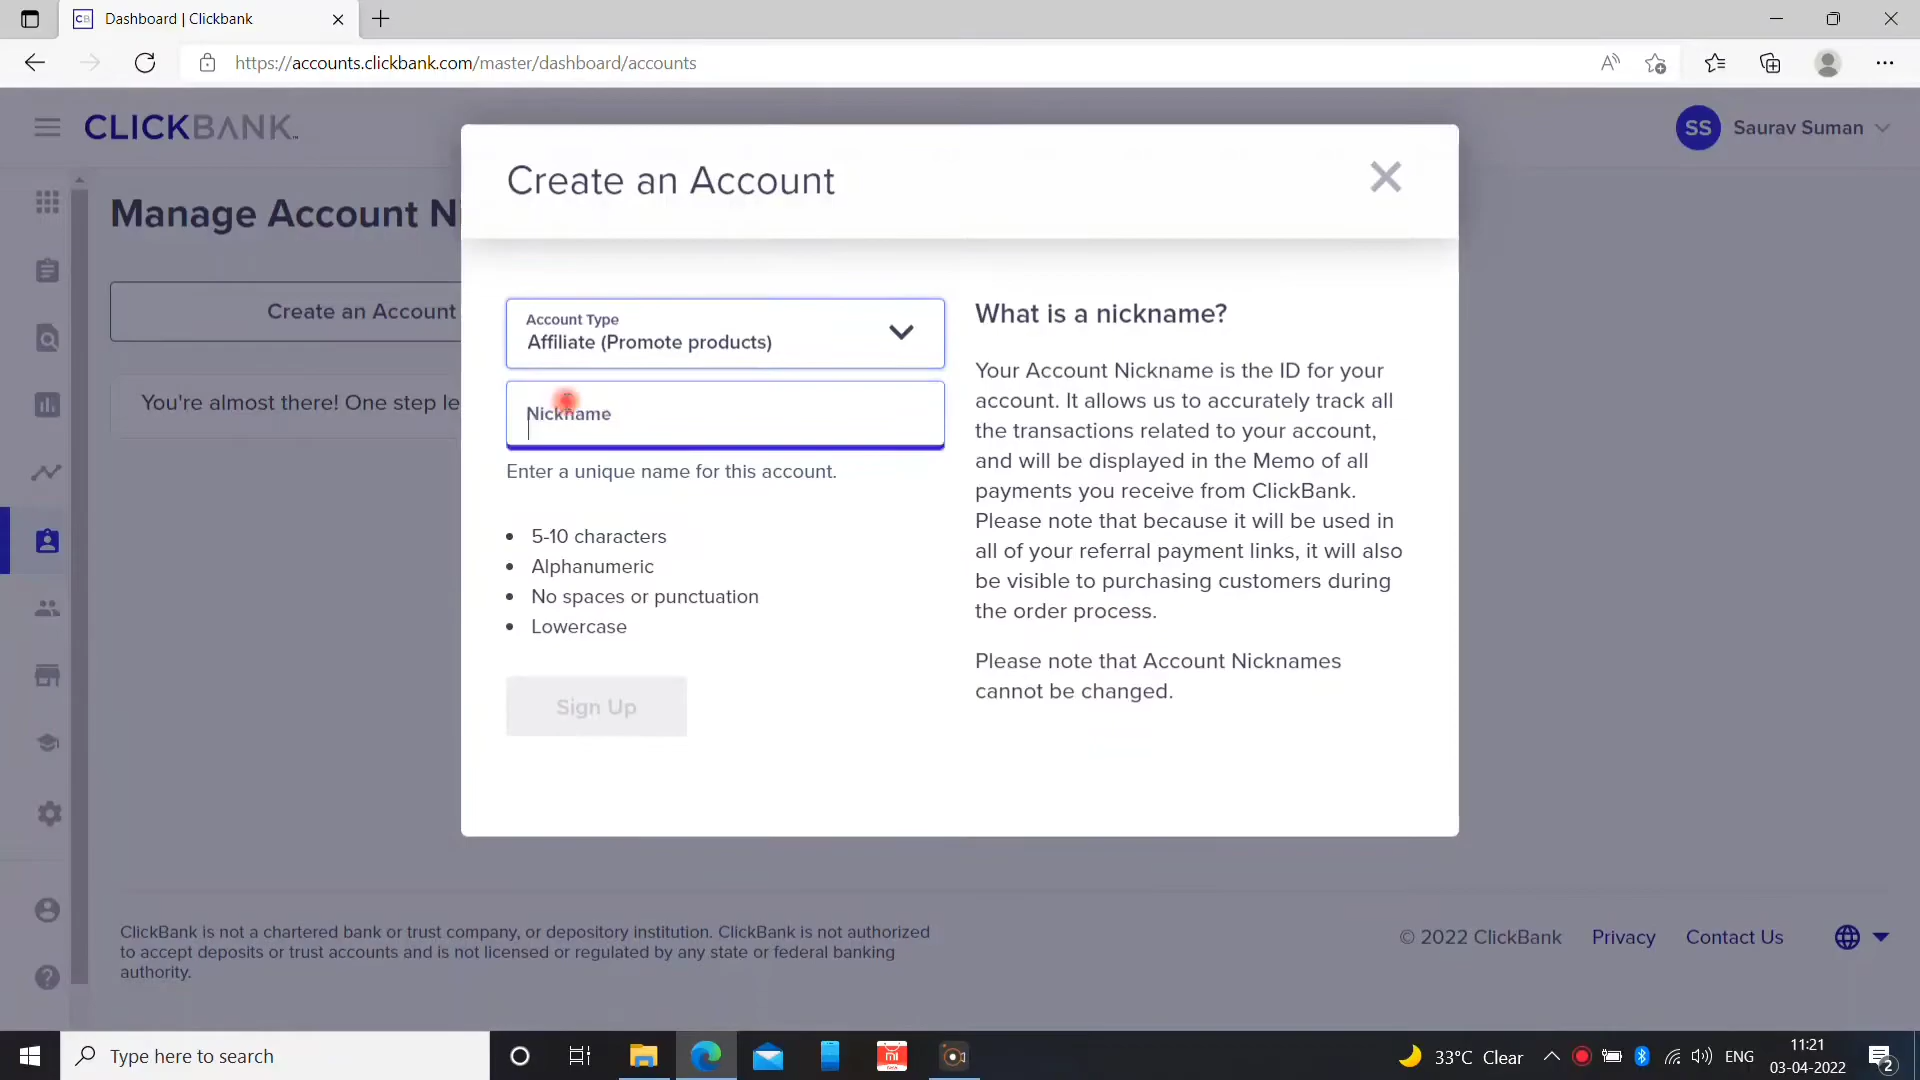 Dashboard | Clickbank
https://accounts.clickbank.com/master/dashboard/accounts
CLICKBANK
SS Saurav Suman
Create an Account
Manage Account Ni
Create an Account
Account Type
Affiliate (Promote products)
Nickname
Enter a unique name for this account.
You're almost there! One step le
• 5-10 characters
• Alphanumeric
• No spaces or punctuation
• Lowercase
Sign Up
What is a nickname?
Your Account Nickname is the ID for your
account. It allows us to accurately track all
the transactions related to your account,
and will be displayed in the Memo of all
payments you receive from ClickBank.
Please note that because it will be used in
all of your referral payment links, it will also
be visible to purchasing customers during
the order process.
Please note that Account Nicknames
cannot be changed.
ClickBank is not a chartered bank or trust company, or depository institution. ClickBank is not authorized
to accept deposits or trust accounts and is not licensed or regulated by any state or federal banking
authority.
© 2022 ClickBank Privacy Contact Us
Type here to search
33°C Clear
ENG
11:21
03-04-2022
2